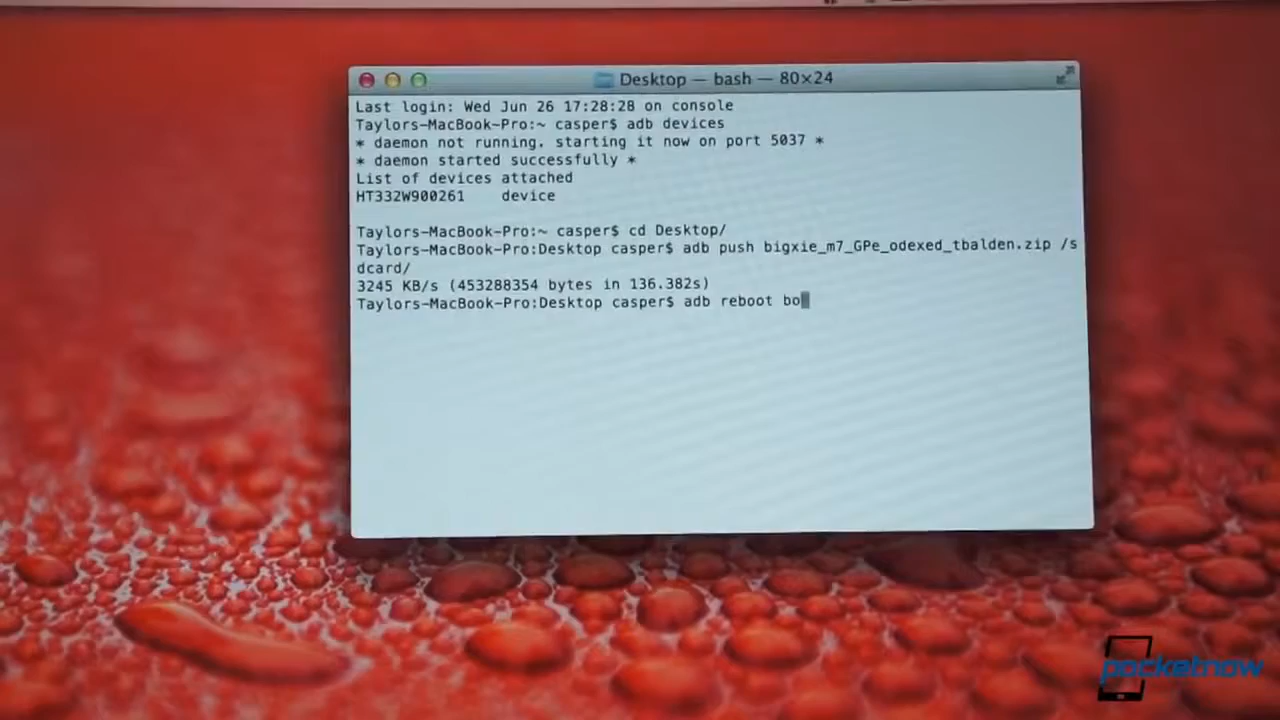 Desktop — bash — 80×24
Last login: Wed Jun 26 17:28:28 on console
Taylors-MacBook-Pro:~ casper$ adb devices
* daemon not running. starting it now on port 5037 *
* daemon started successfully *
List of devices attached
HT332W900261    device
Taylors-MacBook-Pro:~ casper$ cd Desktop/
Taylors-MacBook-Pro:Desktop casper$ adb push bigxie_m7_GPe_odexed_tbalden.zip /s
dcard/
3245 KB/s (453288354 bytes in 136.382s)
Taylors-MacBook-Pro:Desktop casper$ adb reboot bo
pocketnow